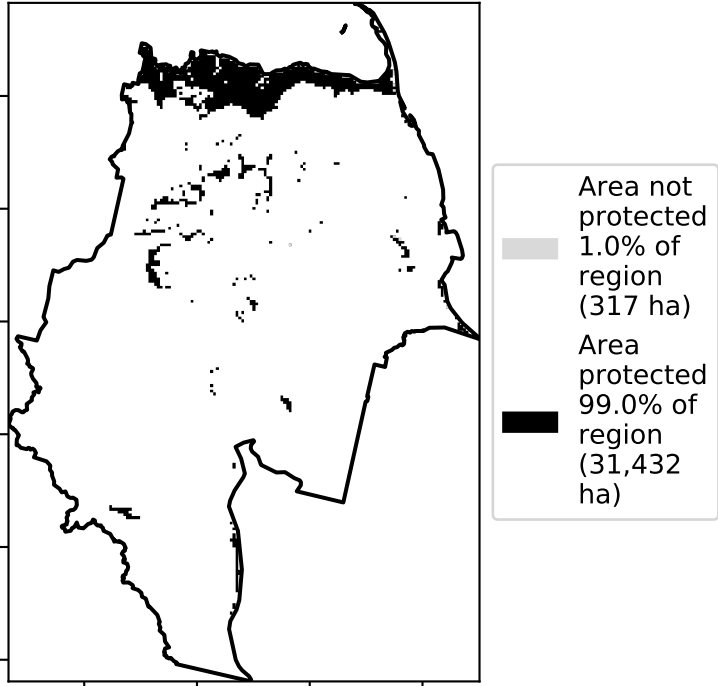 Area not
protected
1.0% of
region
(317 ha)
Area
protected
99.0% of
region
(31,432
ha)